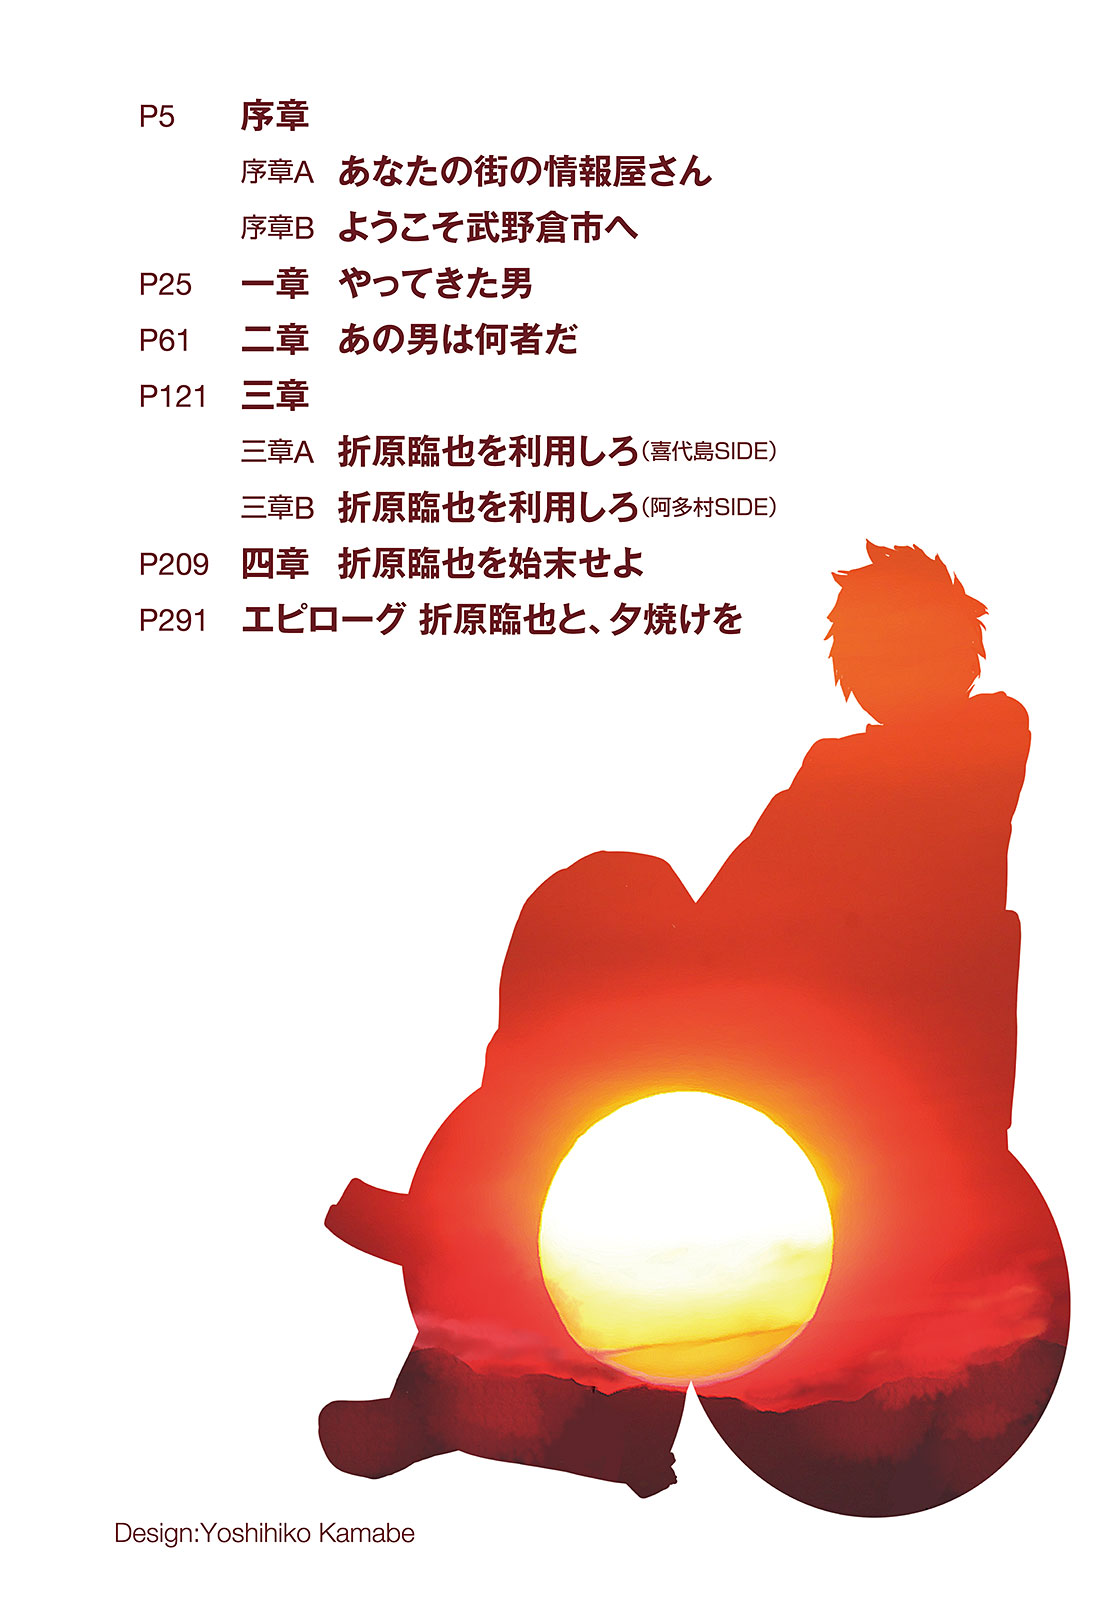 P5 序章
序章A あなたの街の情報屋さん
序章B ようこそ武野倉市へ
P25 一章 やってきた男
P61 二章 あの男は何者だ
P121 三章
三章A 折原臨也を利用しろ(喜代島SIDE)
三章B 折原臨也を利用しろ(阿多村SIDE)
P209 四章 折原臨也を始末せよ
P291 エピローグ 折原臨也と、夕焼けを
Design:Yoshihiko Kamabe